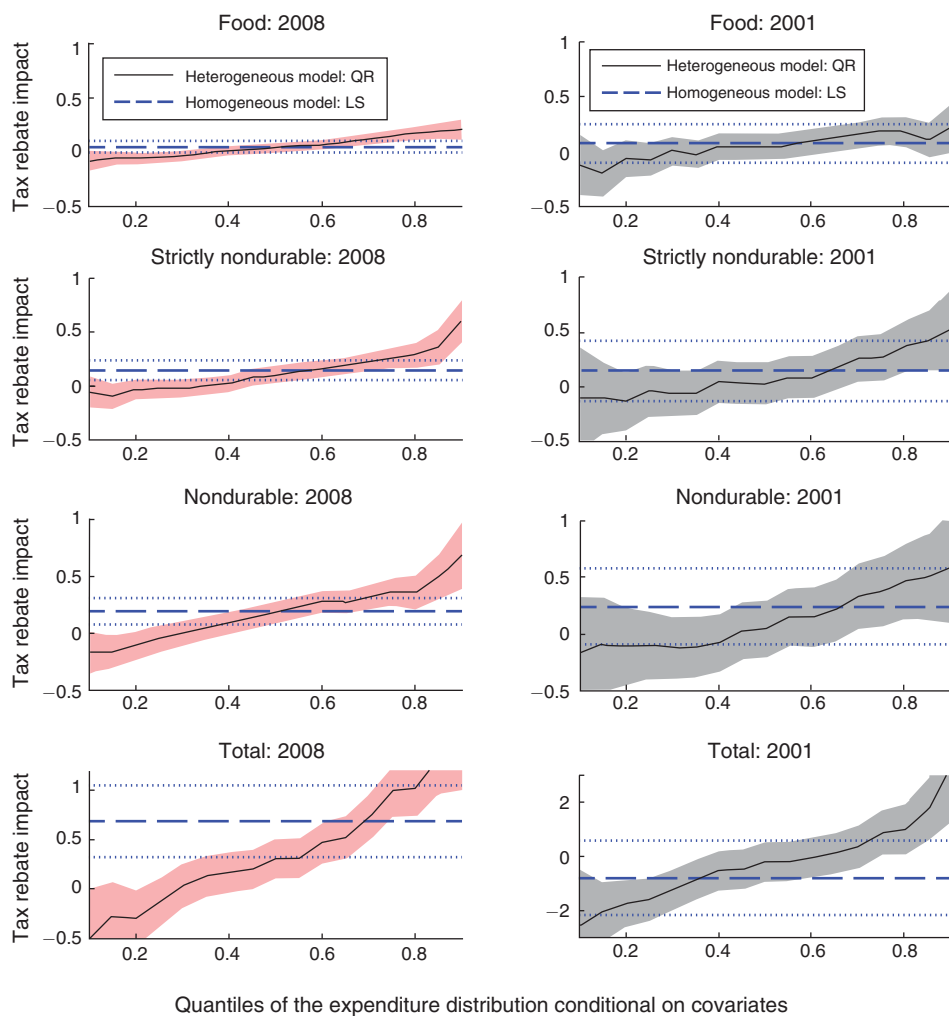 Food: 2008
Tax rebate impact
1
0.5
0
−0.5
Heterogeneous model: QR
Homogeneous model: LS
0.2 0.4 0.6 0.8
Food: 2001
1
0.5
0
−0.5
Heterogeneous model: QR
Homogeneous model: LS
0.2 0.4 0.6 0.8
Strictly nondurable: 2008
Tax rebate impact
1
0.5
0
−0.5
0.2 0.4 0.6 0.8
Strictly nondurable: 2001
1
0.5
0
−0.5
0.2 0.4 0.6 0.8
Nondurable: 2008
Tax rebate impact
1
0.5
0
−0.5
0.2 0.4 0.6 0.8
Nondurable: 2001
1
0.5
0
−0.5
0.2 0.4 0.6 0.8
Total: 2008
Tax rebate impact
1
0.5
0
−0.5
0.2 0.4 0.6 0.8
Total: 2001
2
0
−2
0.2 0.4 0.6 0.8
Quantiles of the expenditure distribution conditional on covariates